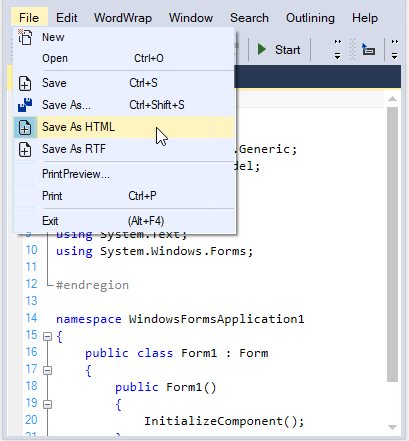 File Edit WordWrap Window Search Outlining Help
New
Open Ctrl+O
Start
Save Ctrl+S
Save As... Ctrl+Shift+S
Save As HTML
Save As RTF
.Generic;
del;
PrintPreview...
Print Ctrl+P
Exit (Alt+F4)
9 using System.Text;
10 using System.Windows.Forms;
11
12 #endregion
13
14 namespace WindowsFormsApplication1
15 {
16 public class Form1 : Form
17 {
18 public Form1()
19 {
20 InitializeComponent();